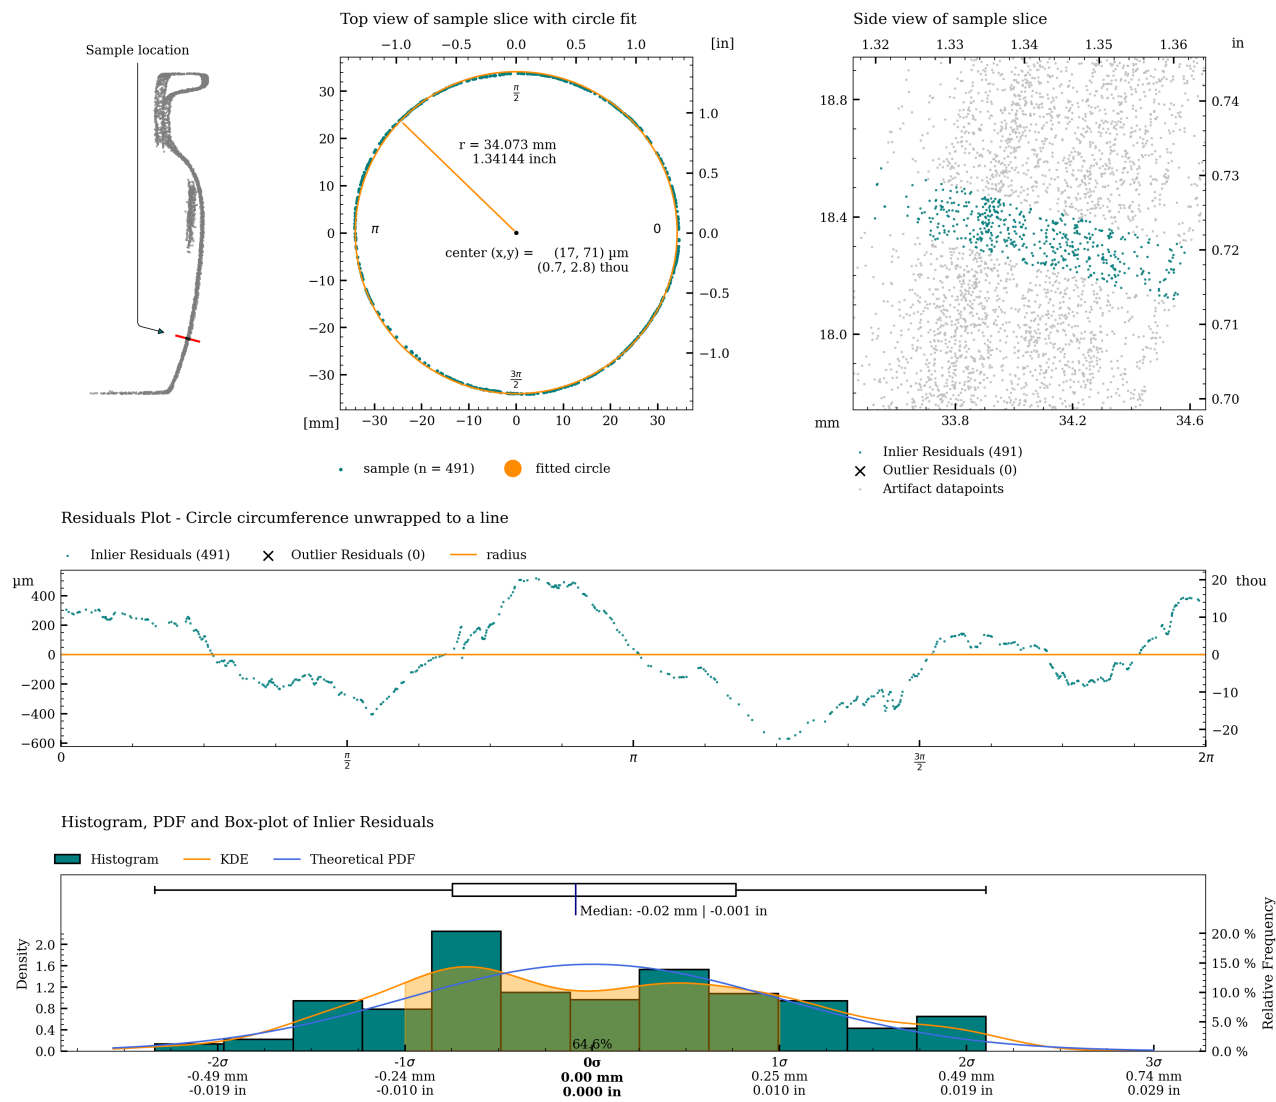 Top view of sample slice with circle fit
Side view of sample slice
Sample location
−1.0 −0.5 0.0 0.5 1.0 [in]
1.32 1.33 1.34 1.35 1.36 in
30 20 10 0 −10 −20 −30
1.0 0.5 0.0 −0.5 −1.0
π/2
r = 34.073 mm
1.34144 inch
π
0
center (x,y) = (17, 71) µm
(0.7, 2.8) thou
3π/2
[mm] −30 −20 −10 0 10 20 30
18.8 18.4 18.0
0.74 0.73 0.72 0.71 0.70
mm 33.8 34.2 34.6
sample (n = 491) fitted circle
Inlier Residuals (491)
Outlier Residuals (0)
Artifact datapoints
Residuals Plot - Circle circumference unwrapped to a line
Inlier Residuals (491) Outlier Residuals (0) radius
µm
400 200 0 −200 −400 −600
20 10 0 −10 −20
thou
0 π/2 π 3π/2 2π
Histogram, PDF and Box-plot of Inlier Residuals
Histogram KDE Theoretical PDF
Median: -0.02 mm | -0.001 in
Density
2.0 1.6 1.2 0.8 0.4 0.0
20.0 % 15.0 % 10.0 % 5.0 % 0.0 %
Relative Frequency
64.6%
-2σ -1σ 0σ 1σ 2σ 3σ
-0.49 mm -0.24 mm 0.00 mm 0.25 mm 0.49 mm 0.74 mm
-0.019 in -0.010 in 0.000 in 0.010 in 0.019 in 0.029 in